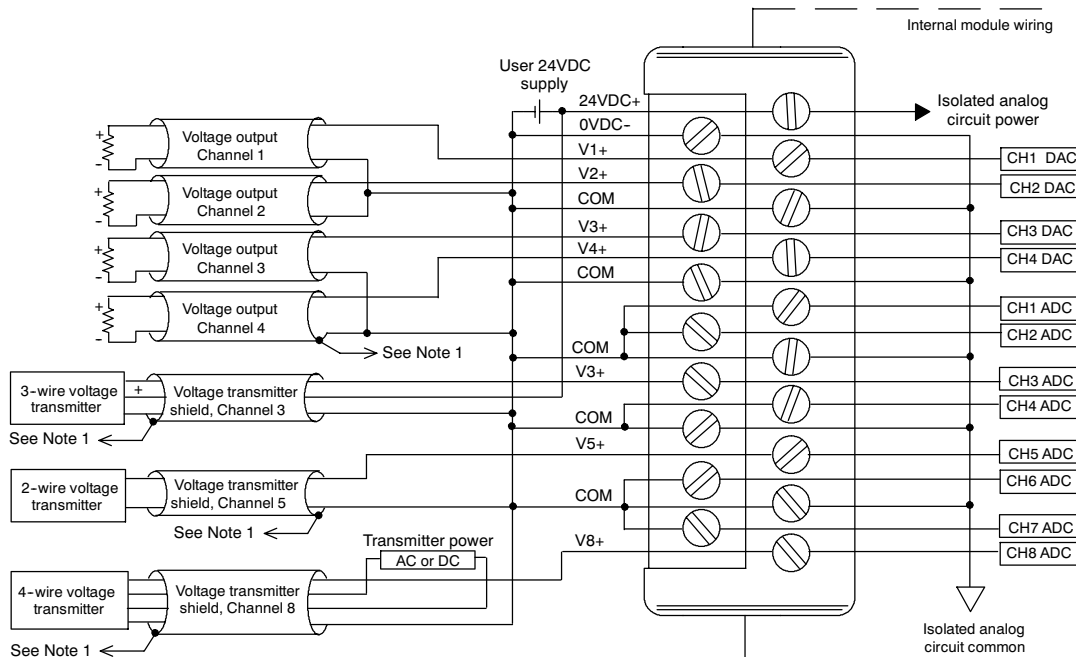 Internal module wiring
User 24VDC
supply
24VDC+
0VDC-
Isolated analog
circuit power
+
-
Voltage output
Channel 1
V1+
CH1 DAC
+
-
Voltage output
Channel 2
V2+
CH2 DAC
COM
+
-
Voltage output
Channel 3
V3+
CH3 DAC
V4+
CH4 DAC
COM
+
-
Voltage output
Channel 4
See Note 1
CH1 ADC
CH2 ADC
COM
3-wire voltage
transmitter
+
Voltage transmitter
shield, Channel 3
V3+
CH3 ADC
CH4 ADC
COM
See Note 1
V5+
CH5 ADC
2-wire voltage
transmitter
Voltage transmitter
shield, Channel 5
CH6 ADC
COM
See Note 1
CH7 ADC
Transmitter power
AC or DC
V8+
CH8 ADC
4-wire voltage
transmitter
Voltage transmitter
shield, Channel 8
See Note 1
Isolated analog
circuit common